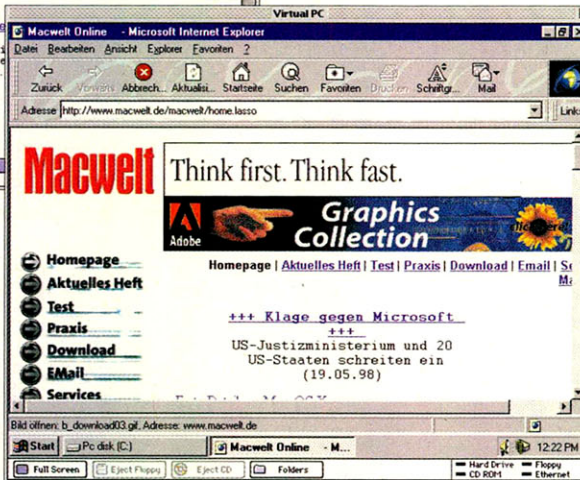 Virtual PC
Macwelt Online - Microsoft Internet Explorer
Datei Bearbeiten Ansicht Explorer Favoriten ?
Zurück Vorwärts Abbrech... Aktualisi... Startseite Suchen Favoriten Drucken Schriftgr... Mail
Adresse http://www.macwelt.de/macwelt/home.lasso Link
Macwelt
Think first. Think fast.
Adobe
Graphics
Collection
Homepage
Aktuelles Heft
Test
Praxis
Download
EMail
Services
Homepage | Aktuelles Heft | Test | Praxis | Download | Email | Se
Ma
+++ Klage gegen Microsoft
+++
US-Justizministerium und 20
US-Staaten schreiten ein
(19.05.98)
Bild öffnen: b_download03.gif, Adresse: www.macwelt.de
Start Pc disk (C:) Macwelt Online - M... 12:22 PM
Full Screen Eject Floppy Eject CD Folders
Hard Drive Floppy
CD ROM Ethernet